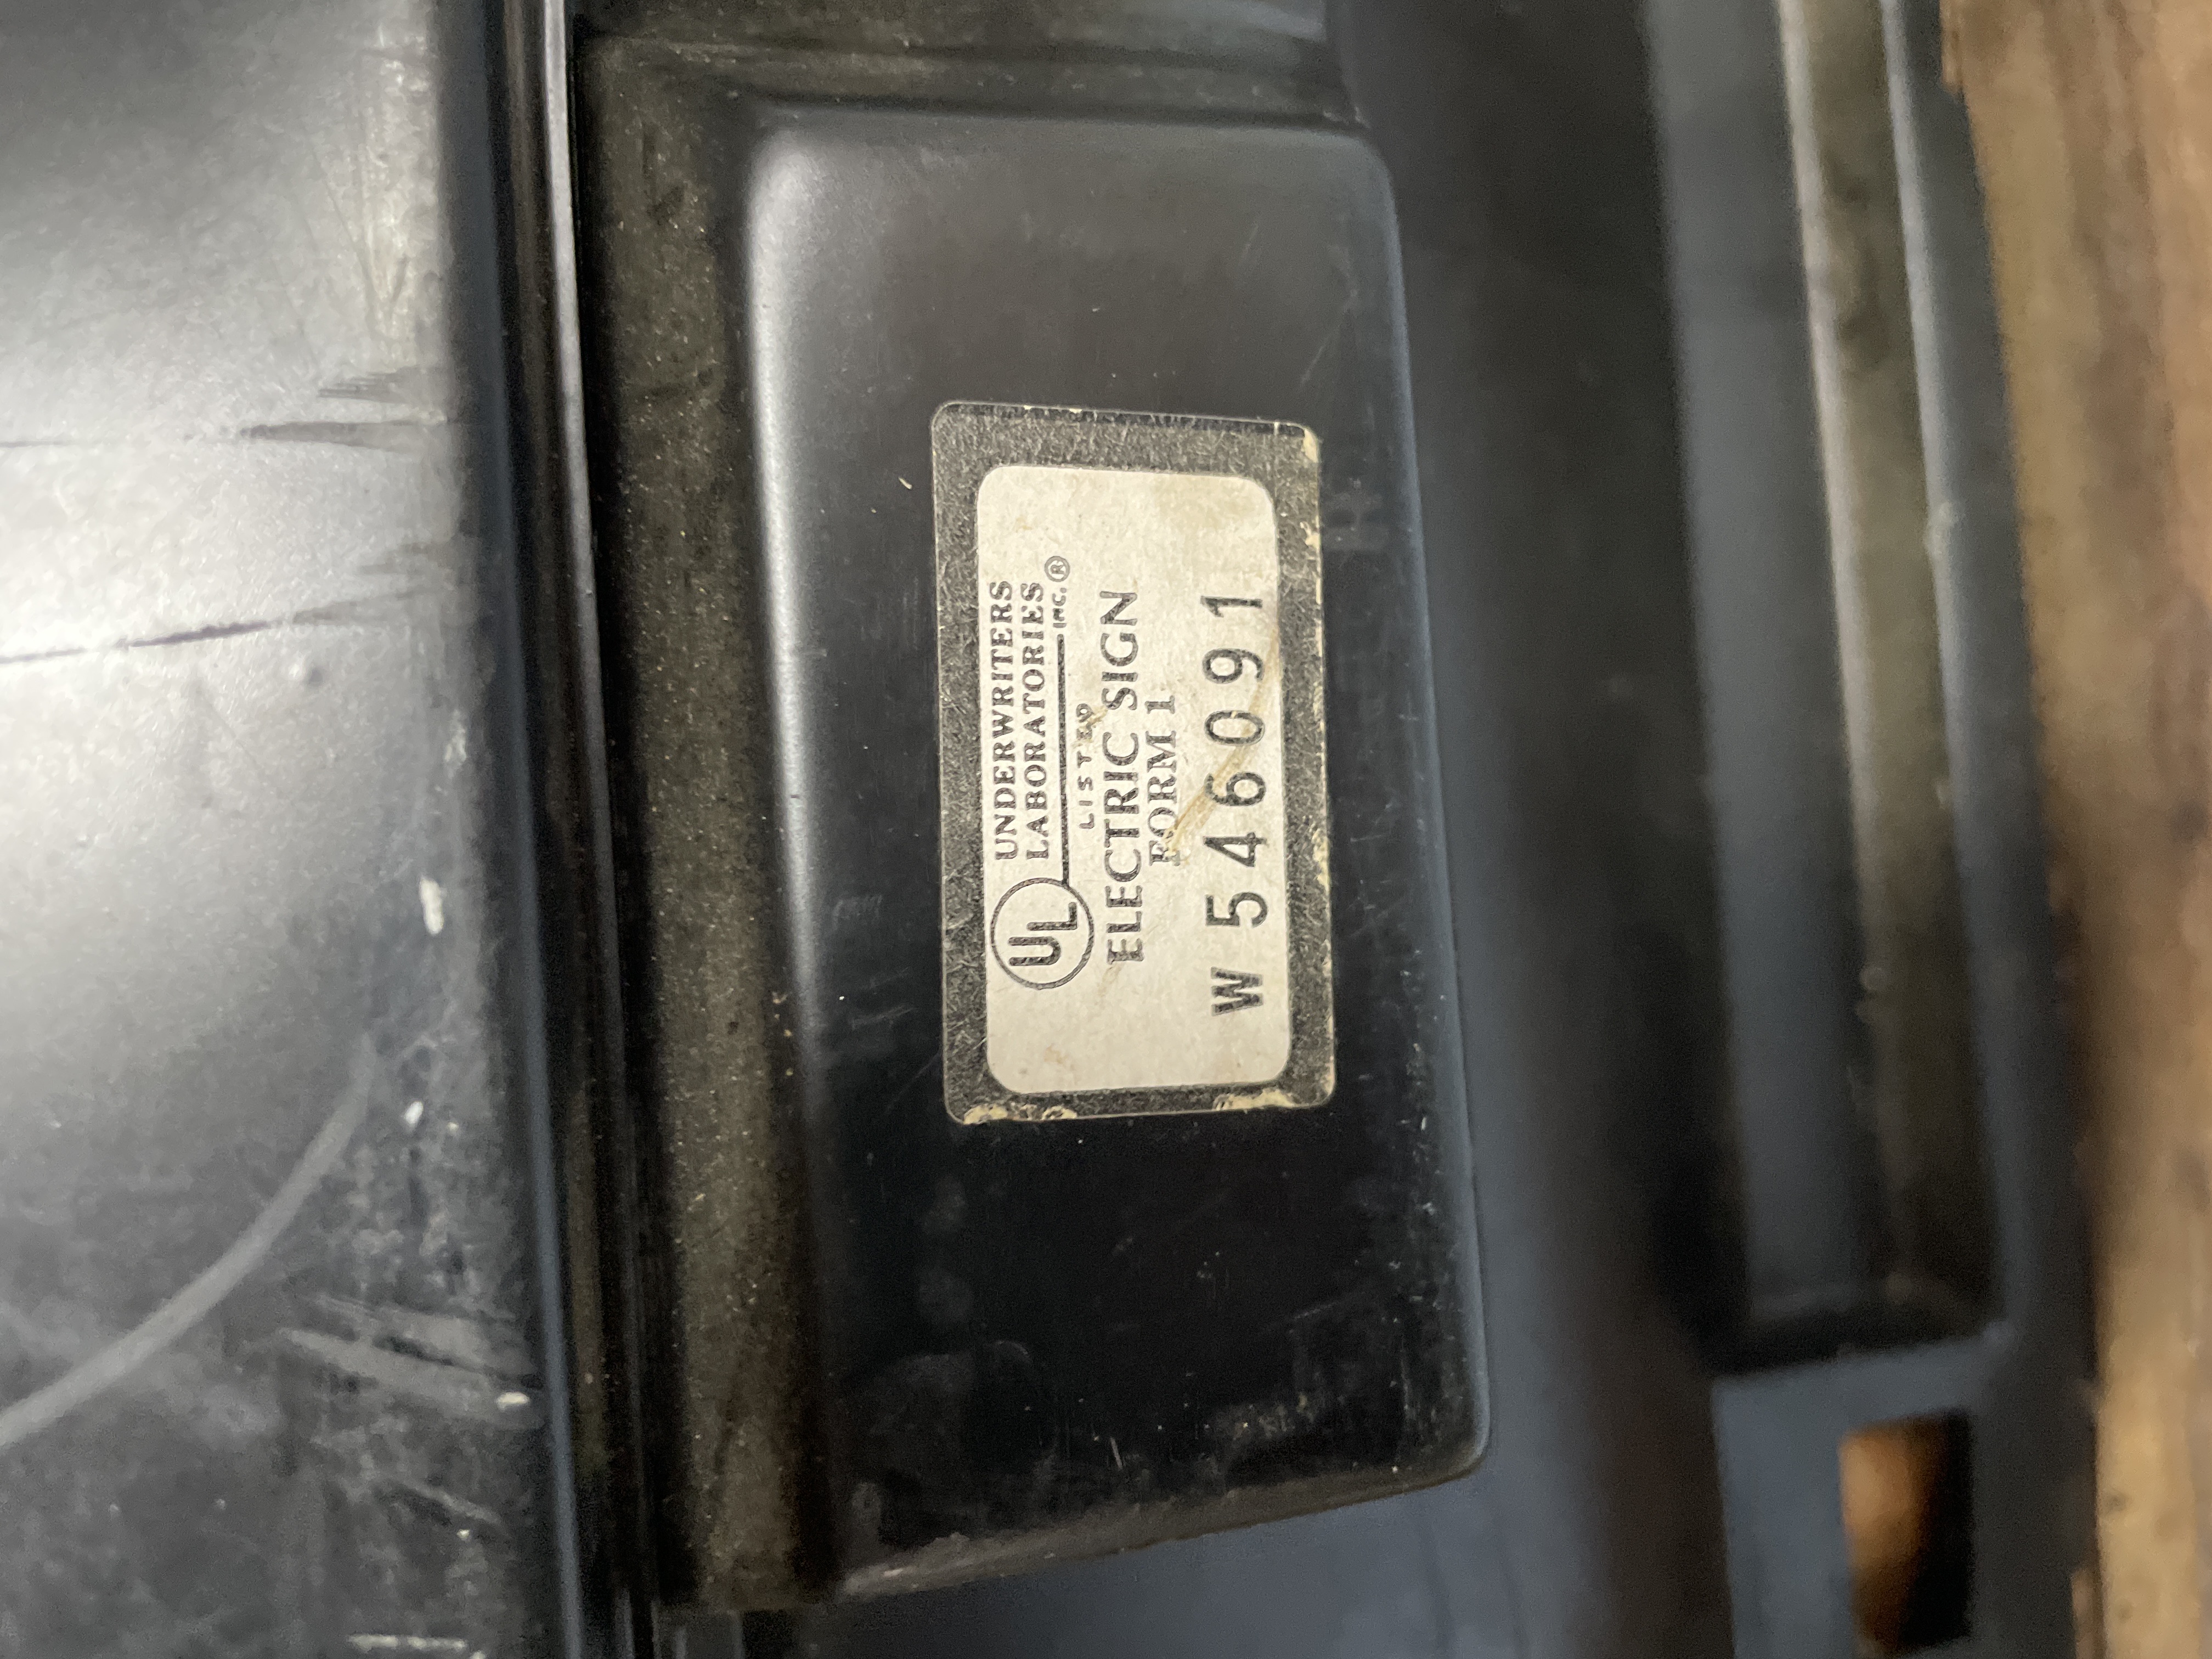 UL
UNDERWRITERS
LABORATORIES
INC.®
LISTED
ELECTRIC SIGN
FORM 1
W 546091